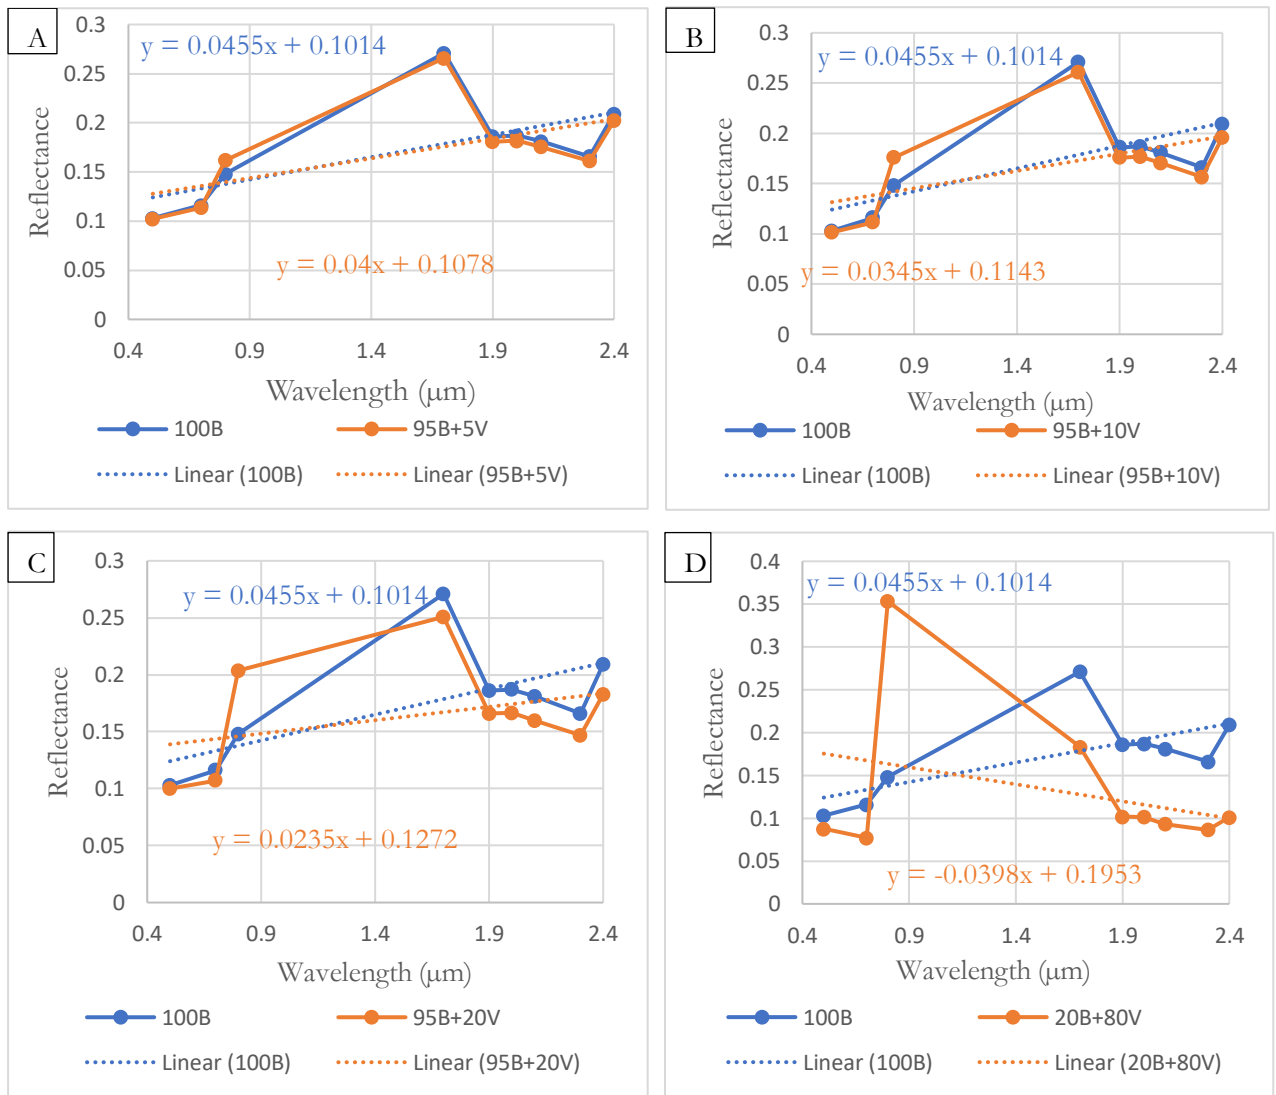 A
y = 0.0455x + 0.1014
y = 0.04x + 0.1078
0.3
0.25
0.2
0.15
0.1
0.05
0
0.4 0.9 1.4 1.9 2.4
Reflectance
Wavelength (μm)
100B 95B+5V
Linear (100B) Linear (95B+5V)
B
y = 0.0455x + 0.1014
y = 0.0345x + 0.1143
0.3
0.25
0.2
0.15
0.1
0.05
0
0.4 0.9 1.4 1.9 2.4
Reflectance
Wavelength (μm)
100B 95B+10V
Linear (100B) Linear (95B+10V)
C
y = 0.0455x + 0.1014
y = 0.0235x + 0.1272
0.3
0.25
0.2
0.15
0.1
0.05
0
0.4 0.9 1.4 1.9 2.4
Reflectance
Wavelength (μm)
100B 95B+20V
Linear (100B) Linear (95B+20V)
D
y = 0.0455x + 0.1014
y = -0.0398x + 0.1953
0.4
0.35
0.3
0.25
0.2
0.15
0.1
0.05
0
0.4 0.9 1.4 1.9 2.4
Reflectance
Wavelength (μm)
100B 20B+80V
Linear (100B) Linear (20B+80V)